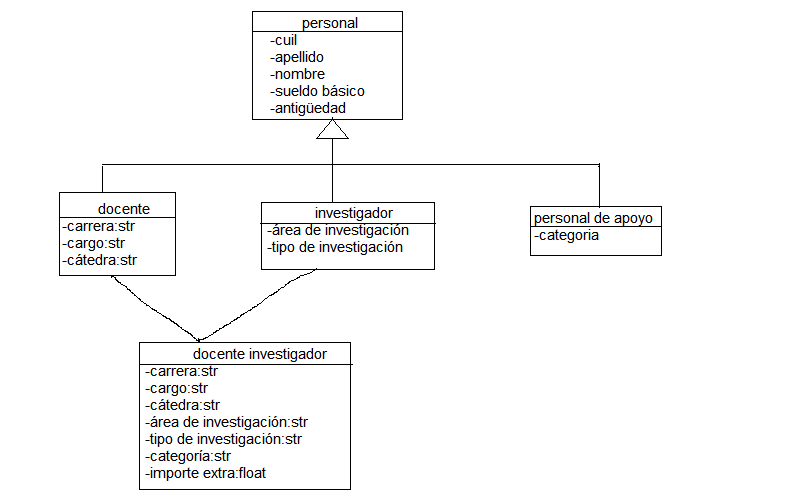 personal
-cuil
-apellido
-nombre
-sueldo básico
-antigüedad
docente
-carrera:str
-cargo:str
-cátedra:str
investigador
-área de investigación
-tipo de investigación
personal de apoyo
-categoria
docente investigador
-carrera:str
-cargo:str
-cátedra:str
-área de investigación:str
-tipo de investigación:str
-categoría:str
-importe extra:float